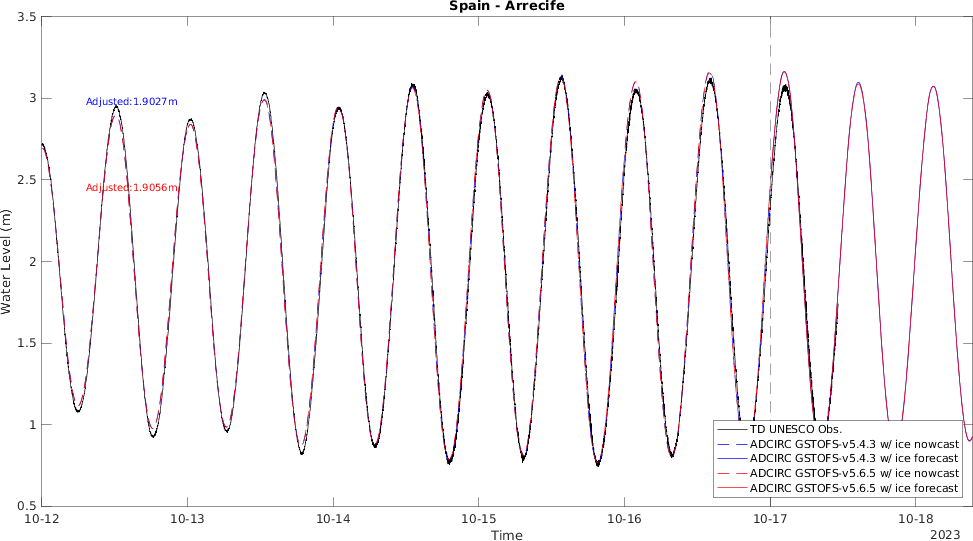 Spain - Arrecife
3.5
3
2.5
2
1.5
1
0.5
Water Level (m)
Adjusted:1.9027m
Adjusted:1.9056m
TD UNESCO Obs.
ADCIRC GSTOFS-v5.4.3 w/ ice nowcast
ADCIRC GSTOFS-v5.4.3 w/ ice forecast
ADCIRC GSTOFS-v5.6.5 w/ ice nowcast
ADCIRC GSTOFS-v5.6.5 w/ ice forecast
10-12 10-13 10-14 10-15 10-16 10-17 10-18
Time
2023